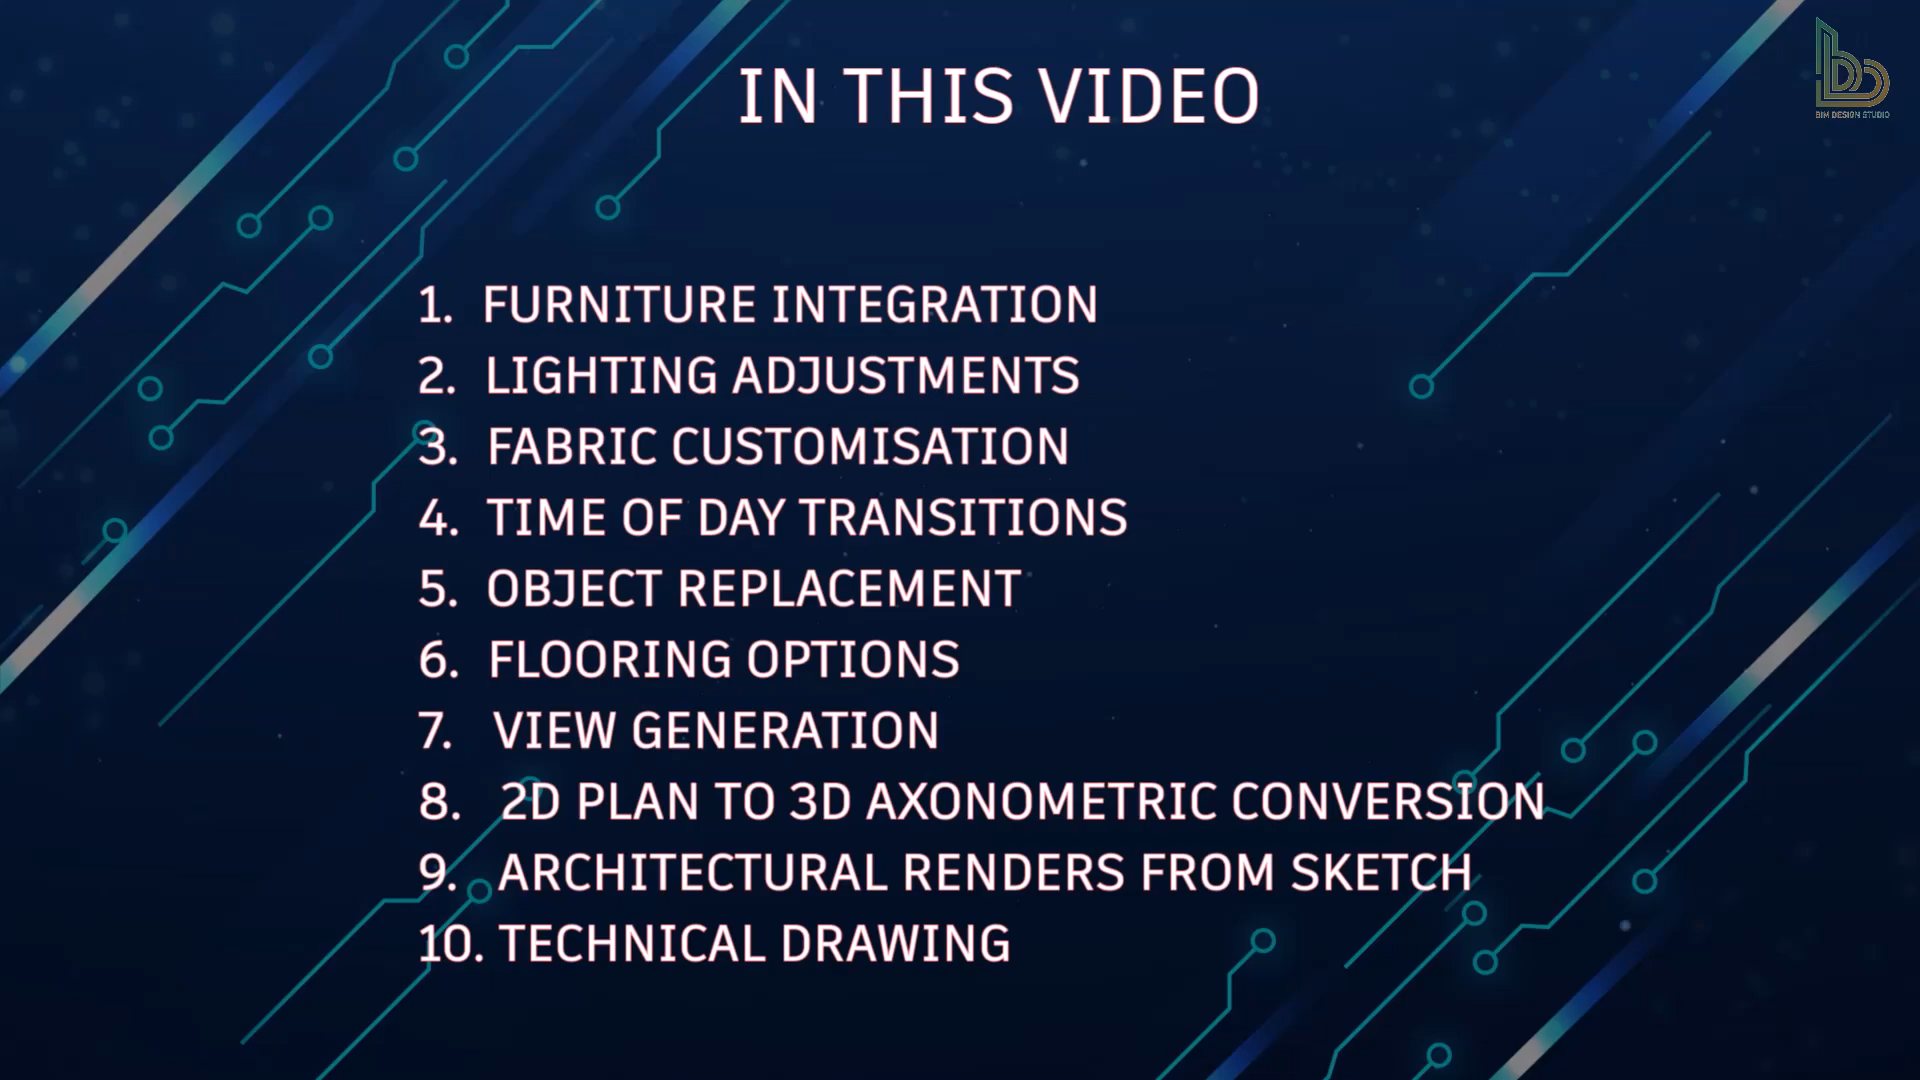 IN THIS VIDEO
BIM DESIGN STUDIO
1. FURNITURE INTEGRATION
2. LIGHTING ADJUSTMENTS
3. FABRIC CUSTOMISATION
4. TIME OF DAY TRANSITIONS
5. OBJECT REPLACEMENT
6. FLOORING OPTIONS
7. VIEW GENERATION
8. 2D PLAN TO 3D AXONOMETRIC CONVERSION
9. ARCHITECTURAL RENDERS FROM SKETCH
10. TECHNICAL DRAWING